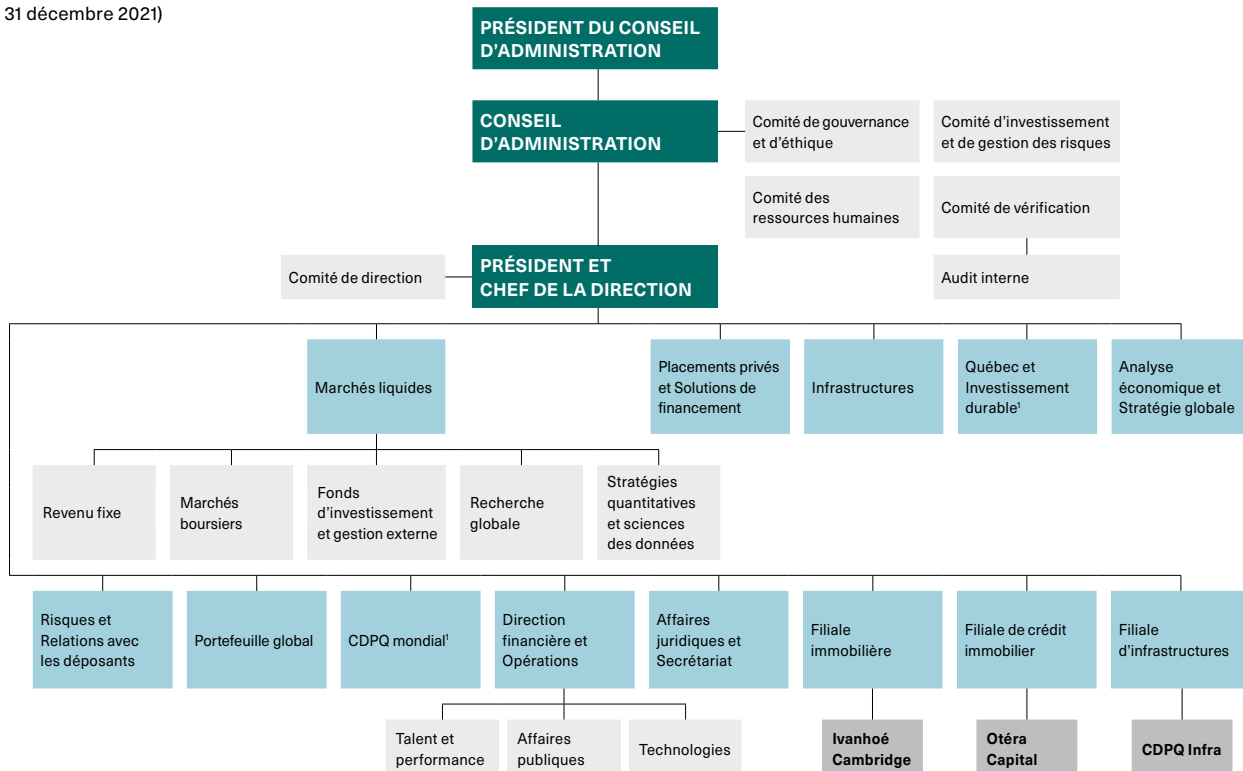 31 décembre 2021)
PRÉSIDENT DU CONSEIL
D'ADMINISTRATION
CONSEIL
D'ADMINISTRATION
Comité de gouvernance
et d'éthique
Comité d'investissement
et de gestion des risques
Comité des
ressources humaines
Comité de vérification
Audit interne
Comité de direction
PRÉSIDENT ET
CHEF DE LA DIRECTION
Marchés liquides
Placements privés
et Solutions de
financement
Infrastructures
Québec et
Investissement
durable¹
Analyse
économique et
Stratégie globale
Revenu fixe
Marchés
boursiers
Fonds
d'investissement
et gestion externe
Recherche
globale
Stratégies
quantitatives
et sciences
des données
Risques et
Relations avec
les déposants
Portefeuille global
CDPQ mondial¹
Direction
financière et
Opérations
Affaires
juridiques et
Secrétariat
Filiale
immobilière
Filiale de crédit
immobilier
Filiale
d'infrastructures
Talent et
performance
Affaires
publiques
Technologies
Ivanhoé
Cambridge
Otéra
Capital
CDPQ Infra